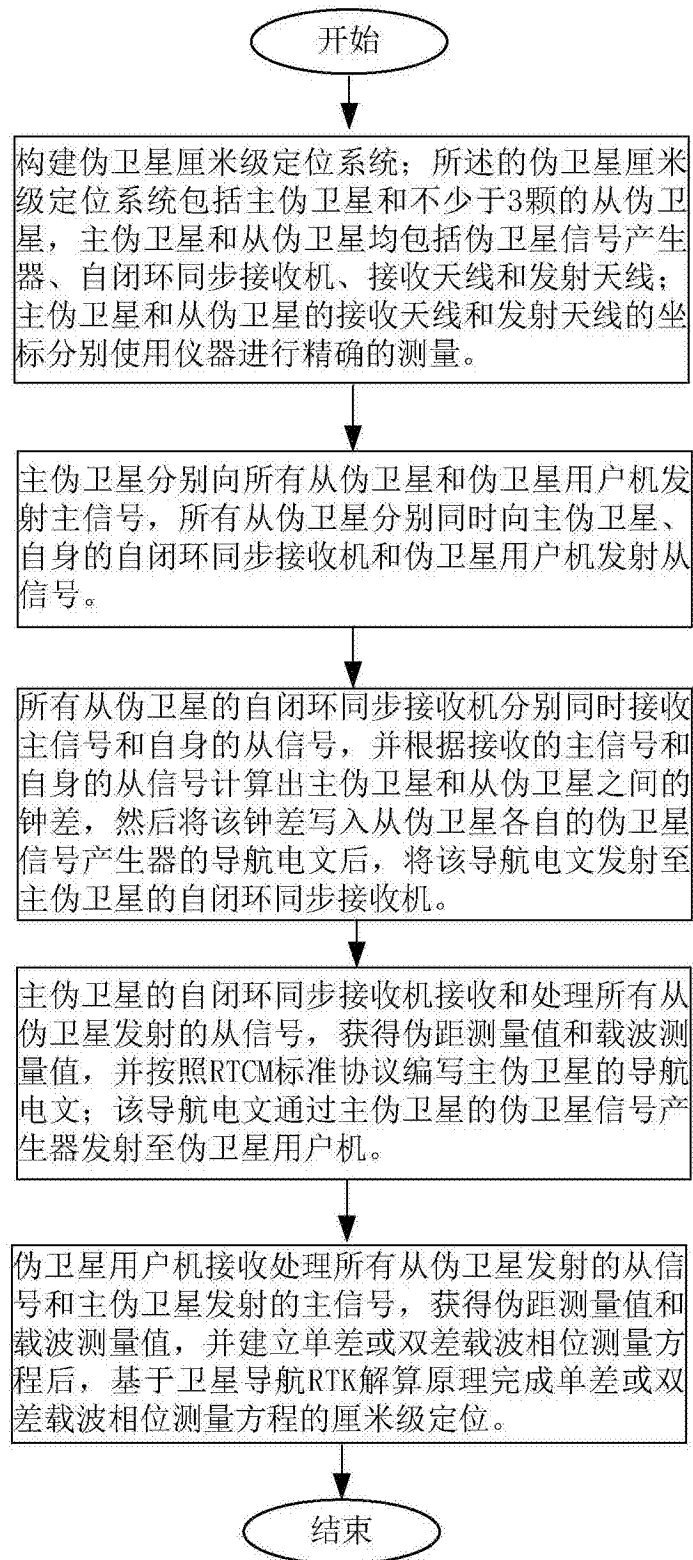 开始
构建伪卫星厘米级定位系统；所述的伪卫星厘米
级定位系统包括主伪卫星和不少于3颗的从伪卫
星，主伪卫星和从伪卫星均包括伪卫星信号产生
器、自闭环同步接收机、接收天线和发射天线；
主伪卫星和从伪卫星的接收天线和发射天线的坐
标分别使用仪器进行精确的测量。
主伪卫星分别向所有从伪卫星和伪卫星用户机发
射主信号，所有从伪卫星分别同时向主伪卫星、
自身的自闭环同步接收机和伪卫星用户机发射从
信号。
所有从伪卫星的自闭环同步接收机分别同时接收
主信号和自身的从信号，并根据接收的主信号和
自身的从信号计算出主伪卫星和从伪卫星之间的
钟差，然后将该钟差写入从伪卫星各自的伪卫星
信号产生器的导航电文后，将该导航电文发射至
主伪卫星的自闭环同步接收机。
主伪卫星的自闭环同步接收机接收和处理所有从
伪卫星发射的从信号，获得伪距测量值和载波测
量值，并按照RTCM标准协议编写主伪卫星的导航
电文；该导航电文通过主伪卫星的伪卫星信号产
生器发射至伪卫星用户机。
伪卫星用户机接收处理所有从伪卫星发射的从信
号和主伪卫星发射的主信号，获得伪距测量值和
载波测量值，并建立单差或双差载波相位测量方
程后，基于卫星导航RTK解算原理完成单差或双
差载波相位测量方程的厘米级定位。
结束